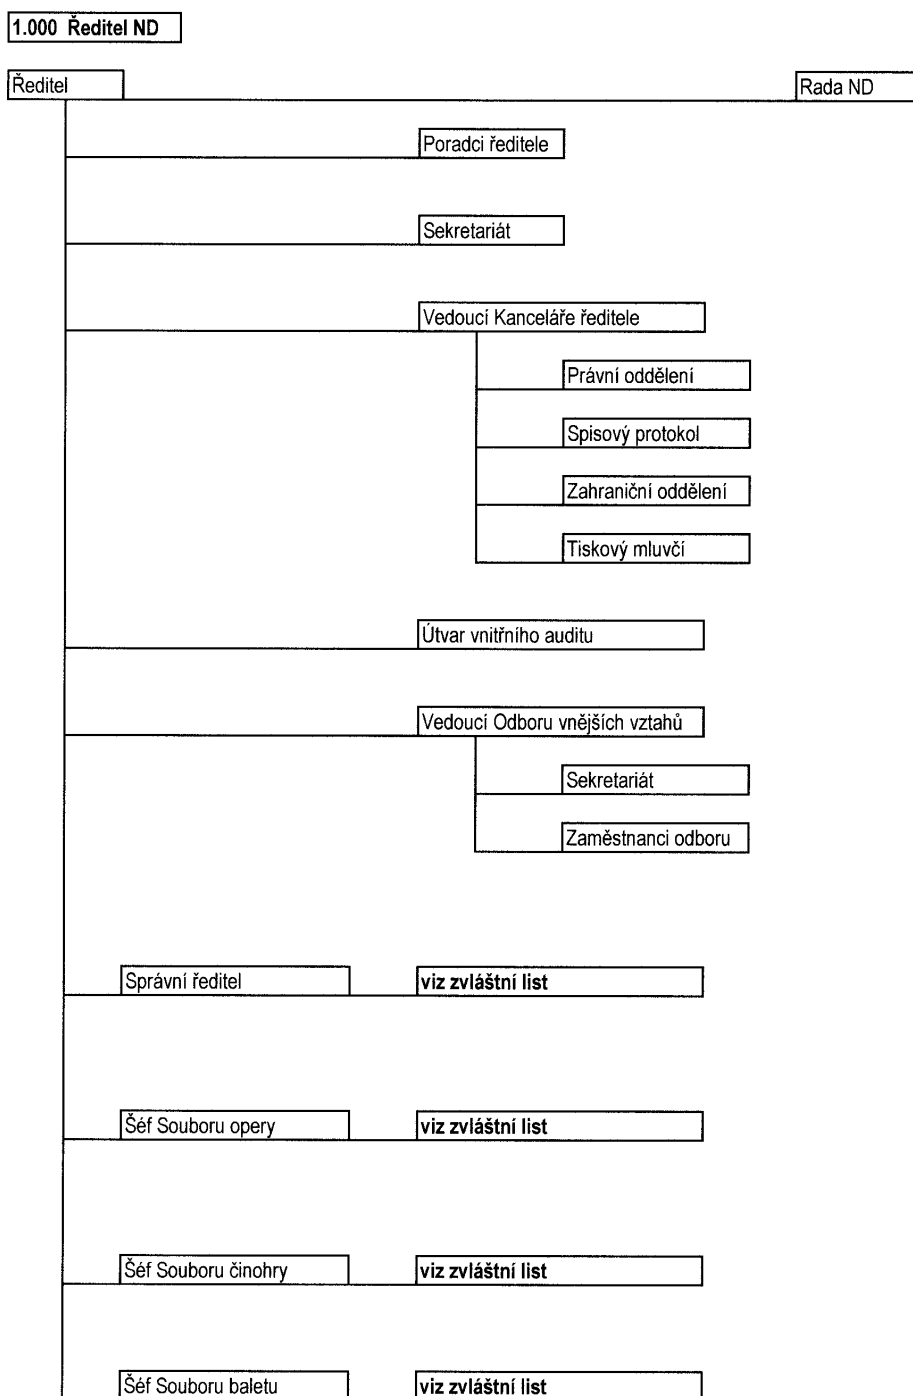 1.000 Ředitel ND
Ředitel
Rada ND
Poradci ředitele
Sekretariát
Vedoucí Kanceláře ředitele
Právní oddělení
Spisový protokol
Zahraniční oddělení
Tiskový mluvčí
Útvar vnitřního auditu
Vedoucí Odboru vnějších vztahů
Sekretariát
Zaměstnanci odboru
Správní ředitel
viz zvláštní list
Šéf Souboru opery
viz zvláštní list
Šéf Souboru činohry
viz zvláštní list
Šéf Souboru baletu
viz zvláštní list